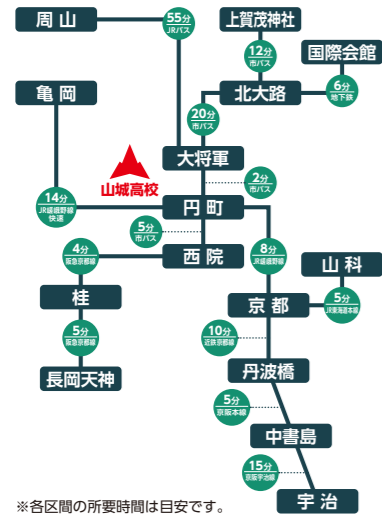 周山
55分
JRバス
上賀茂神社
12分
市バス
国際会館
亀岡
北大路
6分
地下鉄
20分
市バス
大将軍
山城高校
2分
市バス
14分
JR嵯峨野線
快速
円町
5分
市バス
4分
阪急京都線
西院
8分
JR嵯峨野線
山科
桂
京都
5分
JR東海道本線
5分
阪急京都線
10分
近鉄京都線
長岡天神
丹波橋
5分
京阪本線
中書島
15分
京阪宇治線
宇治
※各区間の所要時間は目安です。